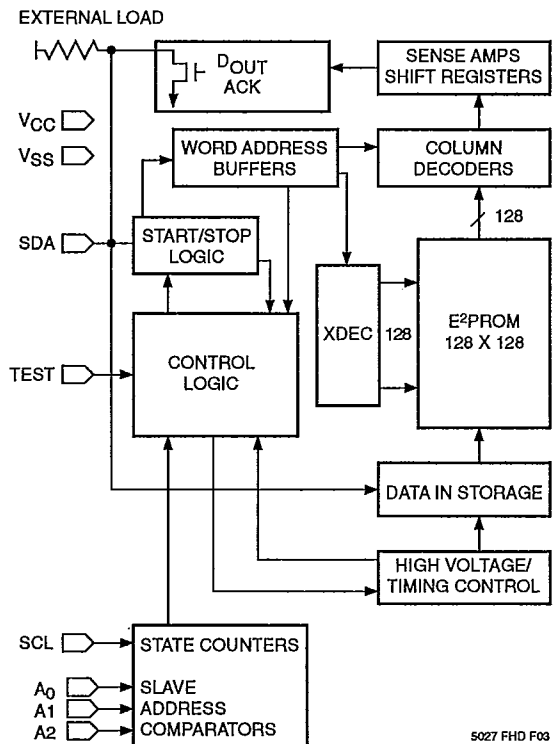 EXTERNAL LOAD
DOUT
ACK
SENSE AMPS
SHIFT REGISTERS
VCC
VSS
WORD ADDRESS
BUFFERS
COLUMN
DECODERS
128
SDA
START/STOP
LOGIC
XDEC
128
E²PROM
128 X 128
TEST
CONTROL
LOGIC
DATA IN STORAGE
HIGH VOLTAGE/
TIMING CONTROL
SCL
STATE COUNTERS
A0
SLAVE
A1
ADDRESS
A2
COMPARATORS
5027 FHD F03